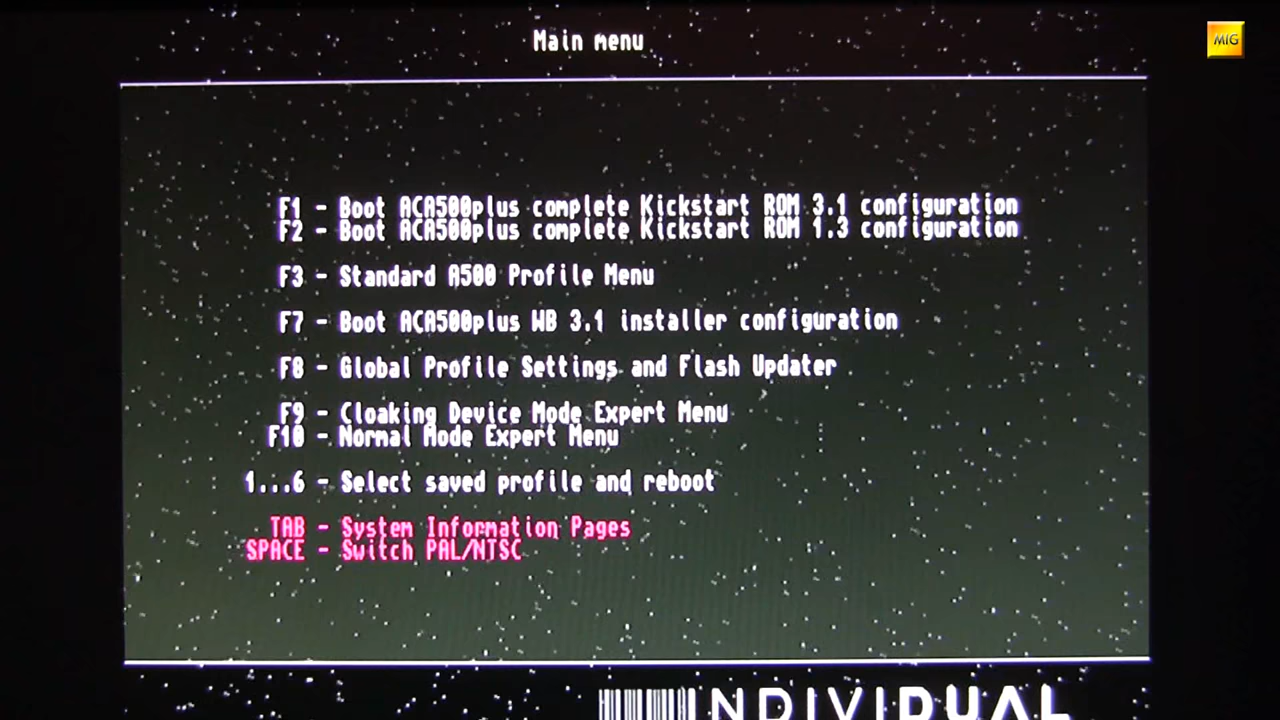 Main menu
MIG
F1 - Boot ACA500plus complete Kickstart ROM 3.1 configuration
F2 - Boot ACA500plus complete Kickstart ROM 1.3 configuration
F3 - Standard A500 Profile Menu
F7 - Boot ACA500plus WB 3.1 installer configuration
F8 - Global Profile Settings and Flash Updater
F9 - Cloaking Device Mode Expert Menu
F10 - Normal Mode Expert Menu
1...6 - Select saved profile and reboot
TAB - System Information Pages
SPACE - Switch PAL/NTSC
INDIVIDUAL